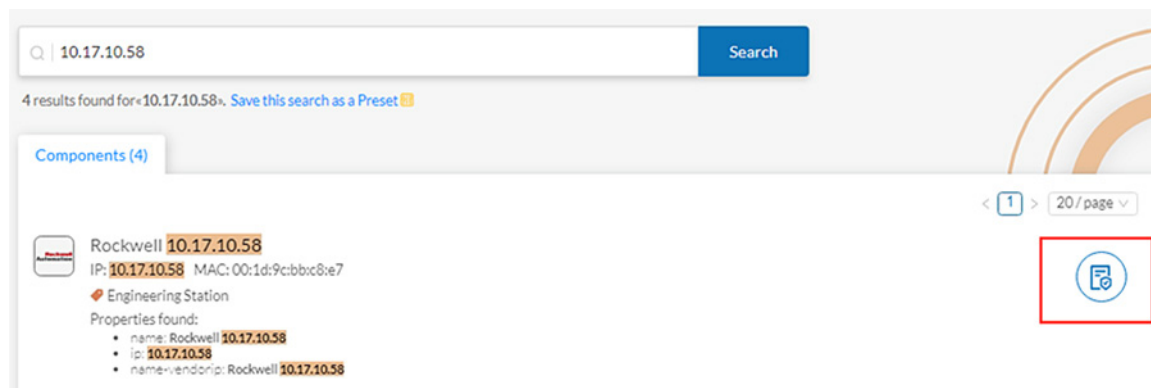 10.17.10.58
Search
4 results found for«10.17.10.58». Save this search as a Preset
Components (4)
< 1 > 20 / page
Rockwell Automation
Rockwell 10.17.10.58
IP: 10.17.10.58 MAC: 00:1d:9c:bb:c8:e7
Engineering Station
Properties found:
• name: Rockwell 10.17.10.58
• ip: 10.17.10.58
• name-vendorip: Rockwell 10.17.10.58